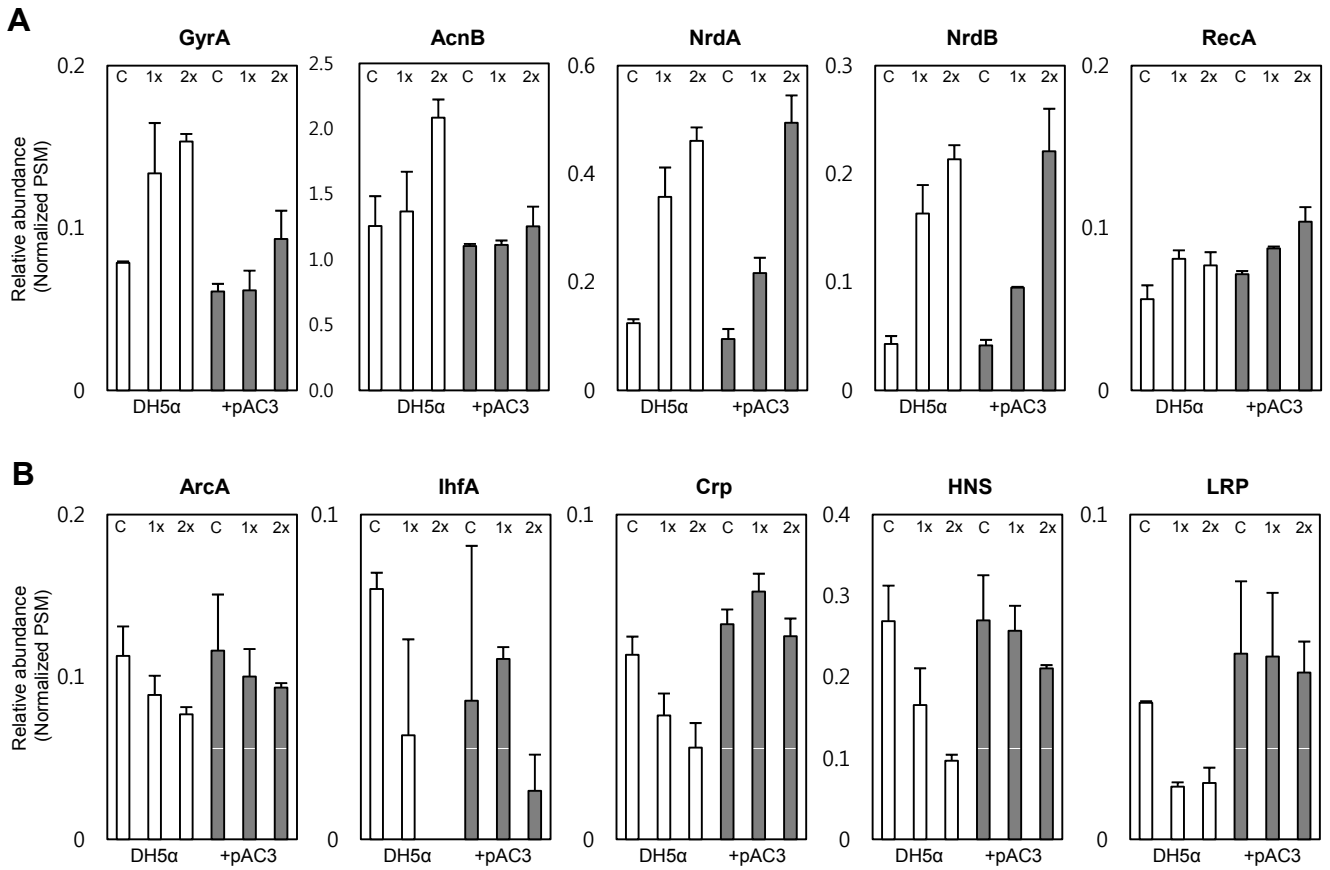 A
GyrA AcnB NrdA NrdB RecA
C 1x 2x C 1x 2x C 1x 2x C 1x 2x C 1x 2x C 1x 2x C 1x 2x C 1x 2x C 1x 2x C 1x 2x
Relative abundance
(Normalized PSM)
0.2
0.1
0
2.5
2.0
1.5
1.0
0.5
0.0
0.6
0.4
0.2
0
0.3
0.2
0.1
0
0.2
0.1
0
DH5α +pAC3 DH5α +pAC3 DH5α +pAC3 DH5α +pAC3 DH5α +pAC3
B
ArcA IhfA Crp HNS LRP
C 1x 2x C 1x 2x C 1x 2x C 1x 2x C 1x 2x C 1x 2x C 1x 2x C 1x 2x C 1x 2x C 1x 2x
Relative abundance
(Normalized PSM)
0.2
0.1
0
0.1
0
0.1
0
0.4
0.3
0.2
0.1
0
0.1
0
DH5α +pAC3 DH5α +pAC3 DH5α +pAC3 DH5α +pAC3 DH5α +pAC3